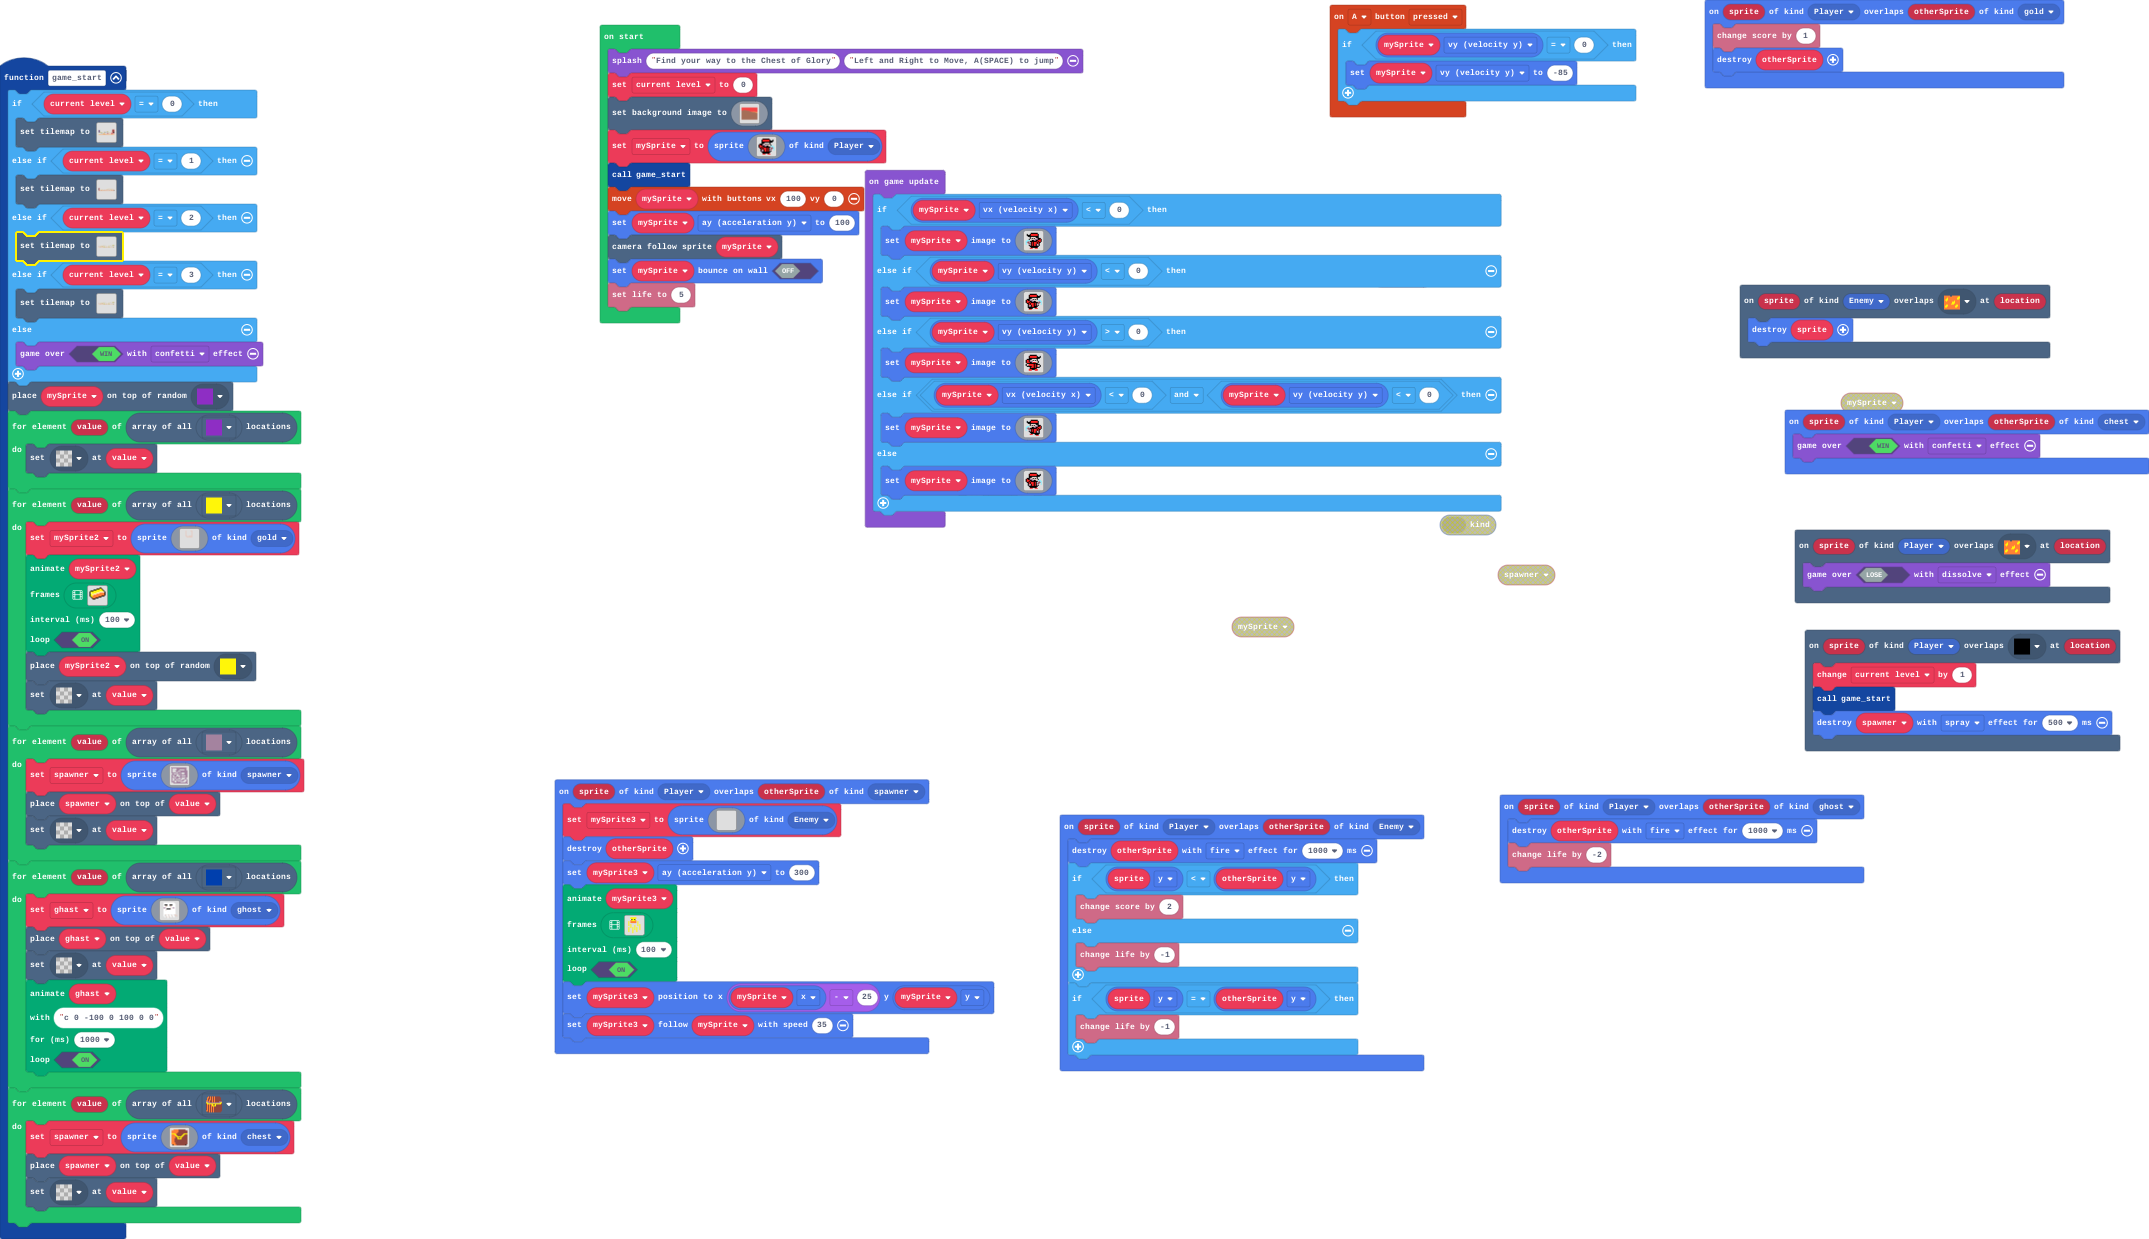 function game_start
if current level = 0 then
set tilemap to
else if current level = 1 then
set tilemap to
else if current level = 2 then
set tilemap to
else if current level = 3 then
set tilemap to
else
game over WIN with confetti effect
place mySprite on top of random
for element value of array of all locations
do
set at value
for element value of array of all locations
do
set mySprite2 to sprite of kind gold
animate mySprite2
frames
interval (ms) 100
loop ON
place mySprite2 on top of random
set at value
for element value of array of all locations
do
set spawner to sprite of kind spawner
place spawner on top of value
set at value
for element value of array of all locations
do
set ghast to sprite of kind ghost
place ghast on top of value
set at value
animate ghast
with "c 0 -100 0 100 0 0"
for (ms) 1000
loop ON
for element value of array of all locations
do
set spawner to sprite of kind chest
place spawner on top of value
set at value
on start
splash "Find your way to the Chest of Glory" "Left and Right to Move, A(SPACE) to jump"
set current level to 0
set background image to
set mySprite to sprite of kind Player
call game_start
move mySprite with buttons vx 100 vy 0
set mySprite ay (acceleration y) to 100
camera follow sprite mySprite
set mySprite bounce on wall OFF
set life to 5
on game update
if mySprite vx (velocity x) < 0 then
set mySprite image to
else if mySprite vy (velocity y) < 0 then
set mySprite image to
else if mySprite vy (velocity y) > 0 then
set mySprite image to
else if mySprite vx (velocity x) < 0 and mySprite vy (velocity y) < 0 then
set mySprite image to
else
set mySprite image to
kind
spawner
mySprite
on A button pressed
if mySprite vy (velocity y) = 0 then
set mySprite vy (velocity y) to -85
on sprite of kind Player overlaps otherSprite of kind gold
change score by 1
destroy otherSprite
on sprite of kind Enemy overlaps at location
destroy sprite
mySprite
on sprite of kind Player overlaps otherSprite of kind chest
game over WIN with confetti effect
on sprite of kind Player overlaps at location
game over LOSE with dissolve effect
on sprite of kind Player overlaps at location
change current level by 1
call game_start
destroy spawner with spray effect for 500 ms
on sprite of kind Player overlaps otherSprite of kind spawner
set mySprite3 to sprite of kind Enemy
destroy otherSprite
set mySprite3 ay (acceleration y) to 300
animate mySprite3
frames
interval (ms) 100
loop ON
set mySprite3 position to x mySprite x - 25 y mySprite y
set mySprite3 follow mySprite with speed 35
on sprite of kind Player overlaps otherSprite of kind Enemy
destroy otherSprite with fire effect for 1000 ms
if sprite y < otherSprite y then
change score by 2
else
change life by -1
if sprite y = otherSprite y then
change life by -1
on sprite of kind Player overlaps otherSprite of kind ghost
destroy otherSprite with fire effect for 1000 ms
change life by -2